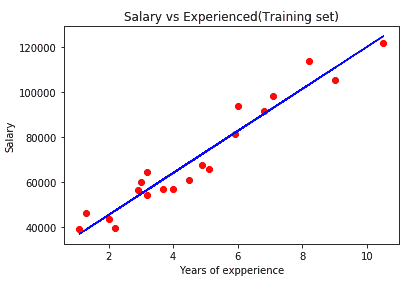 Salary vs Experienced(Training set)
120000
100000
80000
60000
40000
Salary
2 4 6 8 10
Years of expperience